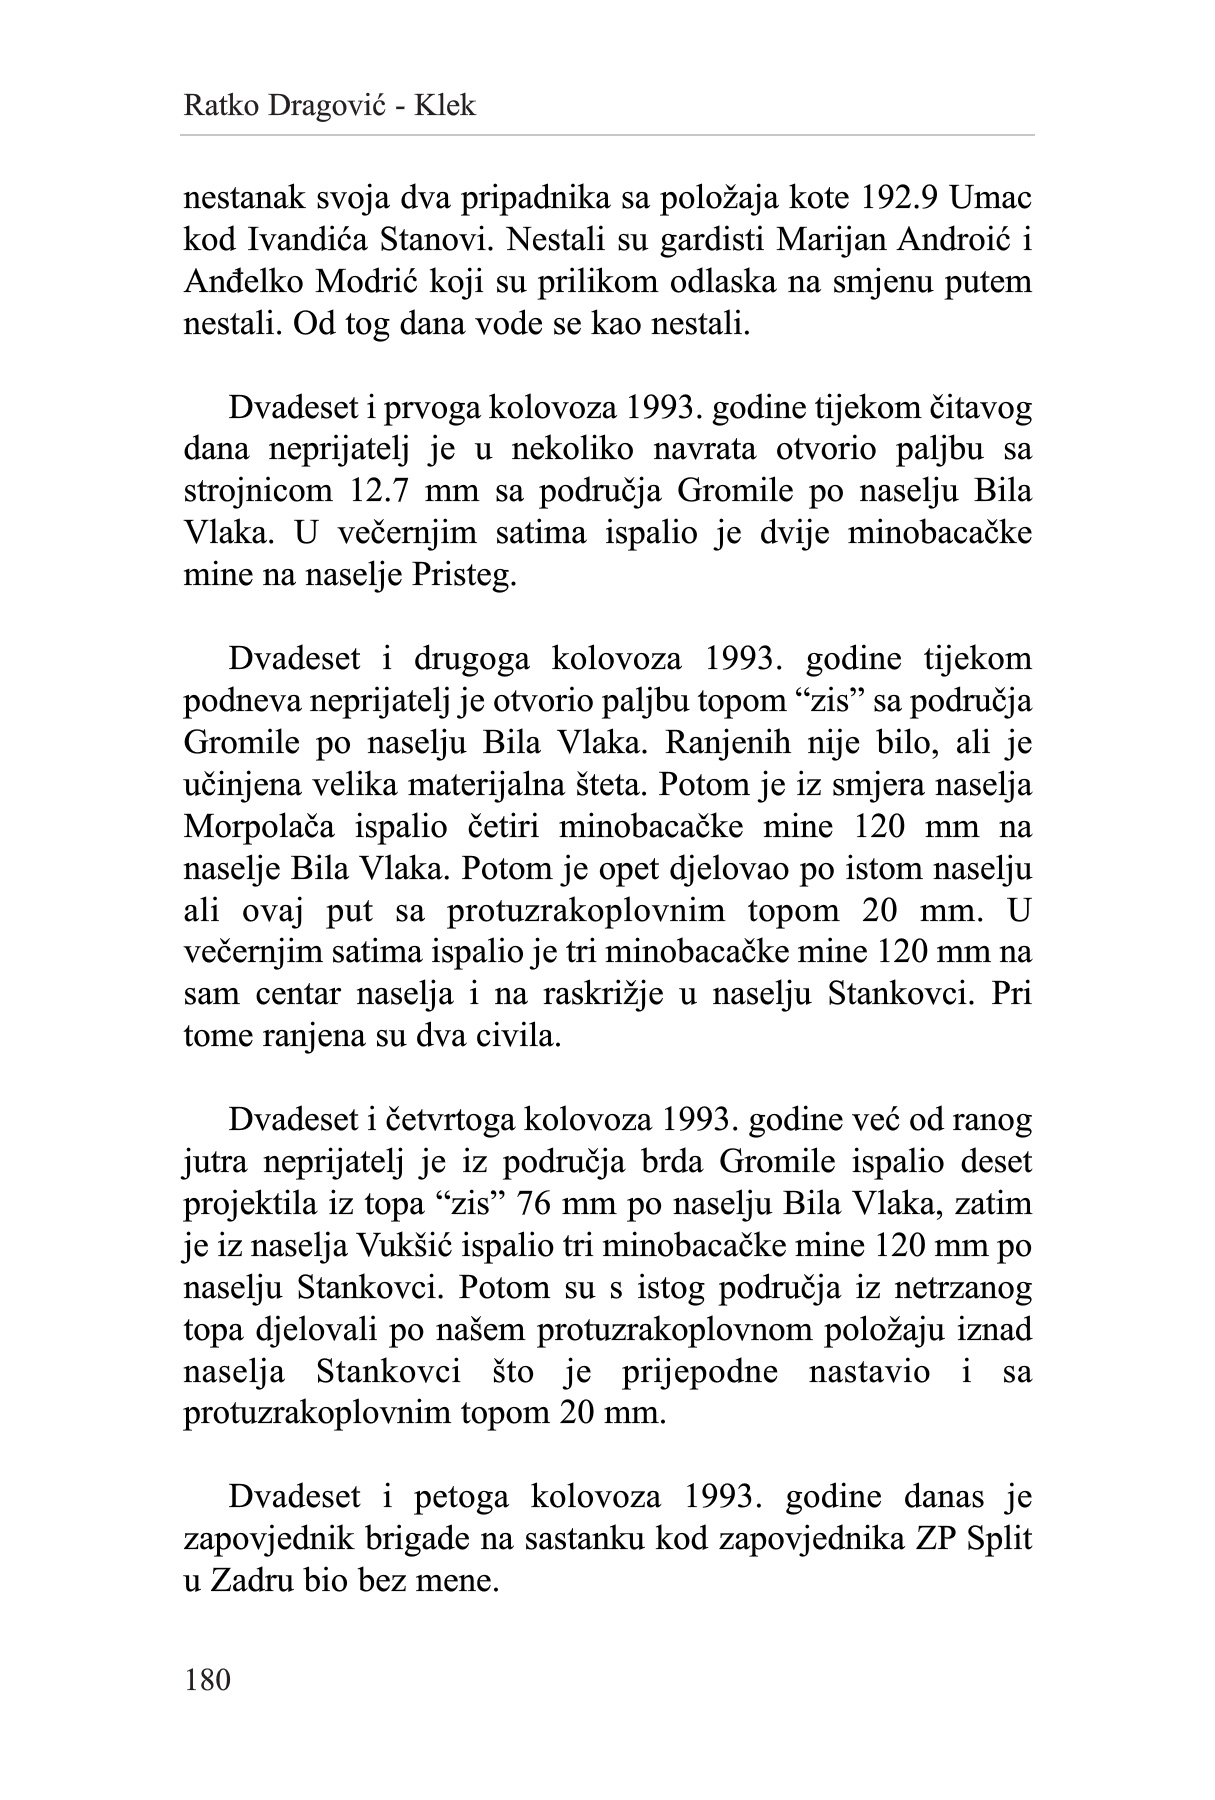 Ratko Dragović - Klek
nestanak svoja dva pripadnika sa položaja kote 192.9 Umac
kod Ivandića Stanovi. Nestali su gardisti Marijan Androić i
Anđelko Modrić koji su prilikom odlaska na smjenu putem
nestali. Od tog dana vode se kao nestali.
Dvadeset i prvoga kolovoza 1993. godine tijekom čitavog
dana neprijatelj je u nekoliko navrata otvorio paljbu sa
strojnicom 12.7 mm sa područja Gromile po naselju Bila
Vlaka. U večernjim satima ispalio je dvije minobacačke
mine na naselje Pristeg.
Dvadeset i drugoga kolovoza 1993. godine tijekom
podneva neprijatelj je otvorio paljbu topom “zis” sa područja
Gromile po naselju Bila Vlaka. Ranjenih nije bilo, ali je
učinjena velika materijalna šteta. Potom je iz smjera naselja
Morpolača ispalio četiri minobacačke mine 120 mm na
naselje Bila Vlaka. Potom je opet djelovao po istom naselju
ali ovaj put sa protuzrakoplovnim topom 20 mm. U
večernjim satima ispalio je tri minobacačke mine 120 mm na
sam centar naselja i na raskrižje u naselju Stankovci. Pri
tome ranjena su dva civila.
Dvadeset i četvrtoga kolovoza 1993. godine već od ranog
jutra neprijatelj je iz područja brda Gromile ispalio deset
projektila iz topa “zis” 76 mm po naselju Bila Vlaka, zatim
je iz naselja Vukšić ispalio tri minobacačke mine 120 mm po
naselju Stankovci. Potom su s istog područja iz netrzanog
topa djelovali po našem protuzrakoplovnom položaju iznad
naselja Stankovci što je prijepodne nastavio i sa
protuzrakoplovnim topom 20 mm.
Dvadeset i petoga kolovoza 1993. godine danas je
zapovjednik brigade na sastanku kod zapovjednika ZP Split
u Zadru bio bez mene.
180